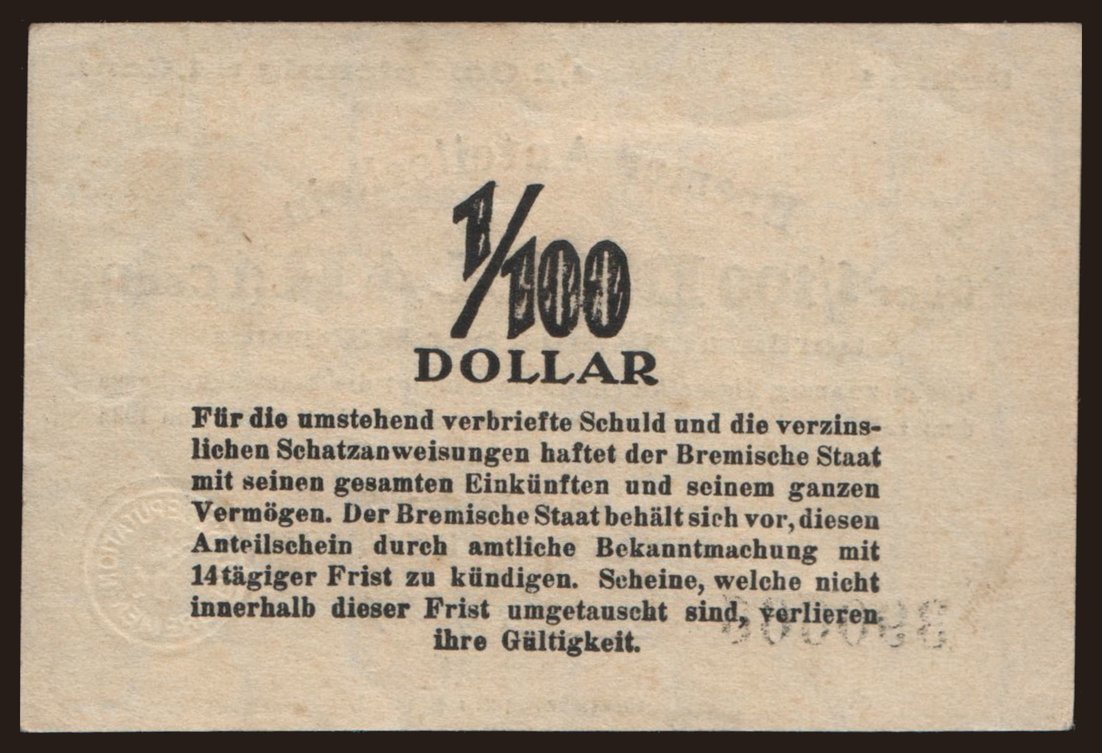 1/100
DOLLAR
Für die umstehend verbriefte Schuld und die verzins-
lichen Schatzanweisungen haftet der Bremische Staat
mit seinen gesamten Einkünften und seinem ganzen
Vermögen. Der Bremische Staat behält sich vor, diesen
Anteilschein durch amtliche Bekanntmachung mit
14tägiger Frist zu kündigen. Scheine, welche nicht
innerhalb dieser Frist umgetauscht sind, verlieren
ihre Gültigkeit.